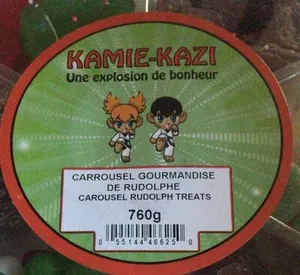 KAMIE-KAZI
Une explosion de bonheur
CARROUSEL GOURMANDISE
DE RUDOLPHE
CAROUSEL RUDOLPH TREATS
760g
0 55144 46625 0